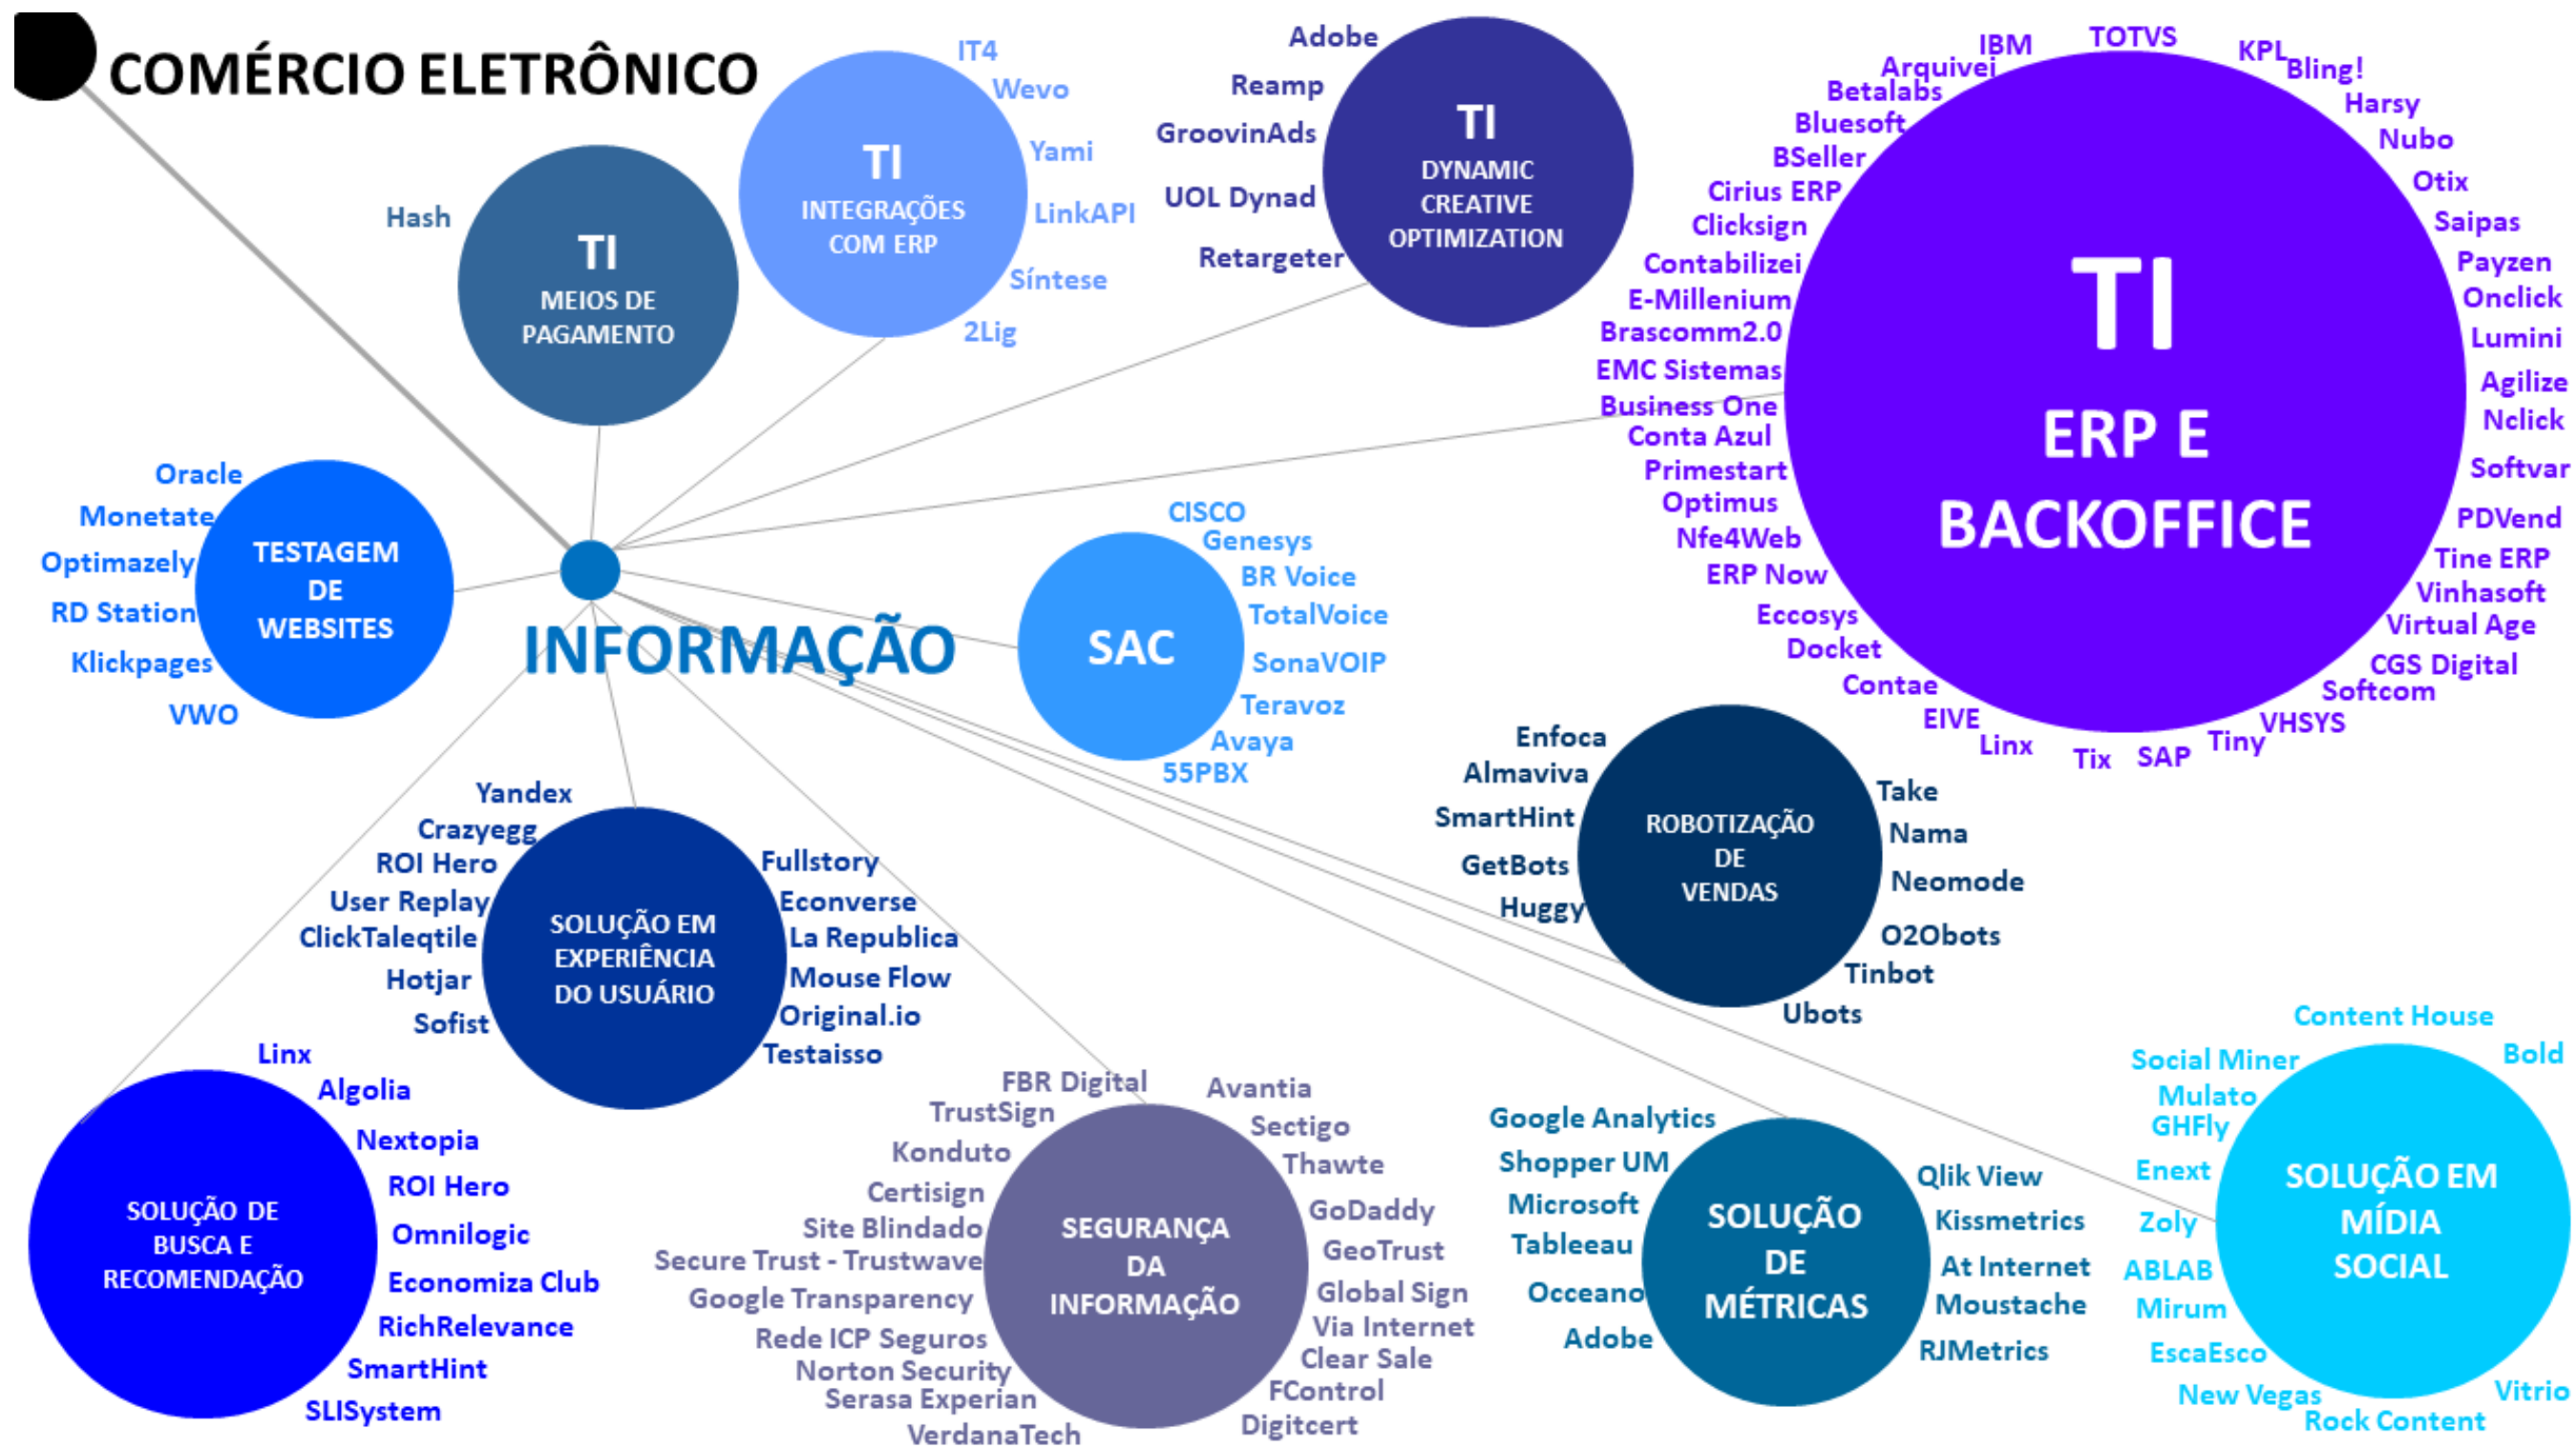 COMÉRCIO ELETRÔNICO
Hash
TI
MEIOS DE
PAGAMENTO
TI
INTEGRAÇÕES
COM ERP
IT4
Wevo
Yami
LinkAPI
Síntese
2Lig
Adobe
Reamp
GroovinAds
UOL Dynad
Retargeter
TI
DYNAMIC
CREATIVE
OPTIMIZATION
TOTVS
IBM
Arquivei
Betalabs
Bluesoft
BSeller
Cirius ERP
Clicksign
Contabilizei
E-Millenium
Brascomm2.0
EMC Sistemas
Business One
Conta Azul
Primestart
Optimus
Nfe4Web
ERP Now
Eccosys
Docket
Contae
EIVE
Linx
Tix
SAP
Tiny
VHSYS
Softcom
CGS Digital
Virtual Age
Vinhasoft
Tine ERP
PDVend
Softvar
Nclick
Agilize
Lumini
Onclick
Payzen
Saipas
Otix
Nubo
Harsy
Bling!
KPL
TI
ERP E
BACKOFFICE
Oracle
Monetate
Optimazely
RD Station
Klickpages
VWO
TESTAGEM
DE
WEBSITES
INFORMAÇÃO
SAC
CISCO
Genesys
BR Voice
TotalVoice
SonaVOIP
Teravoz
Avaya
55PBX
Enfoca
Almaviva
SmartHint
GetBots
Huggy
ROBOTIZAÇÃO
DE
VENDAS
Take
Nama
Neomode
O2Obots
Tinbot
Ubots
Yandex
Crazyegg
ROI Hero
User Replay
ClickTaleqtile
Hotjar
Sofist
SOLUÇÃO EM
EXPERIÊNCIA
DO USUÁRIO
Fullstory
Econverse
La Republica
Mouse Flow
Original.io
Testaisso
SOLUÇÃO DE
BUSCA E
RECOMENDAÇÃO
Linx
Algolia
Nextopia
ROI Hero
Omnilogic
Economiza Club
RichRelevance
SmartHint
SLISystem
FBR Digital
TrustSign
Konduto
Certisign
Site Blindado
Secure Trust - Trustwave
Google Transparency
Rede ICP Seguros
Norton Security
Serasa Experian
VerdanaTech
SEGURANÇA
DA
INFORMAÇÃO
Avantia
Sectigo
Thawte
GoDaddy
GeoTrust
Global Sign
Via Internet
Clear Sale
FControl
Digitcert
Google Analytics
Shopper UM
Microsoft
Tableeau
Occeano
Adobe
SOLUÇÃO
DE
MÉTRICAS
Qlik View
Kissmetrics
At Internet
Moustache
RJMetrics
Content House
Bold
Social Miner
Mulato
GHFly
Enext
Zoly
ABLAB
Mirum
EscaEsco
New Vegas
Rock Content
Vitrio
SOLUÇÃO EM
MÍDIA
SOCIAL